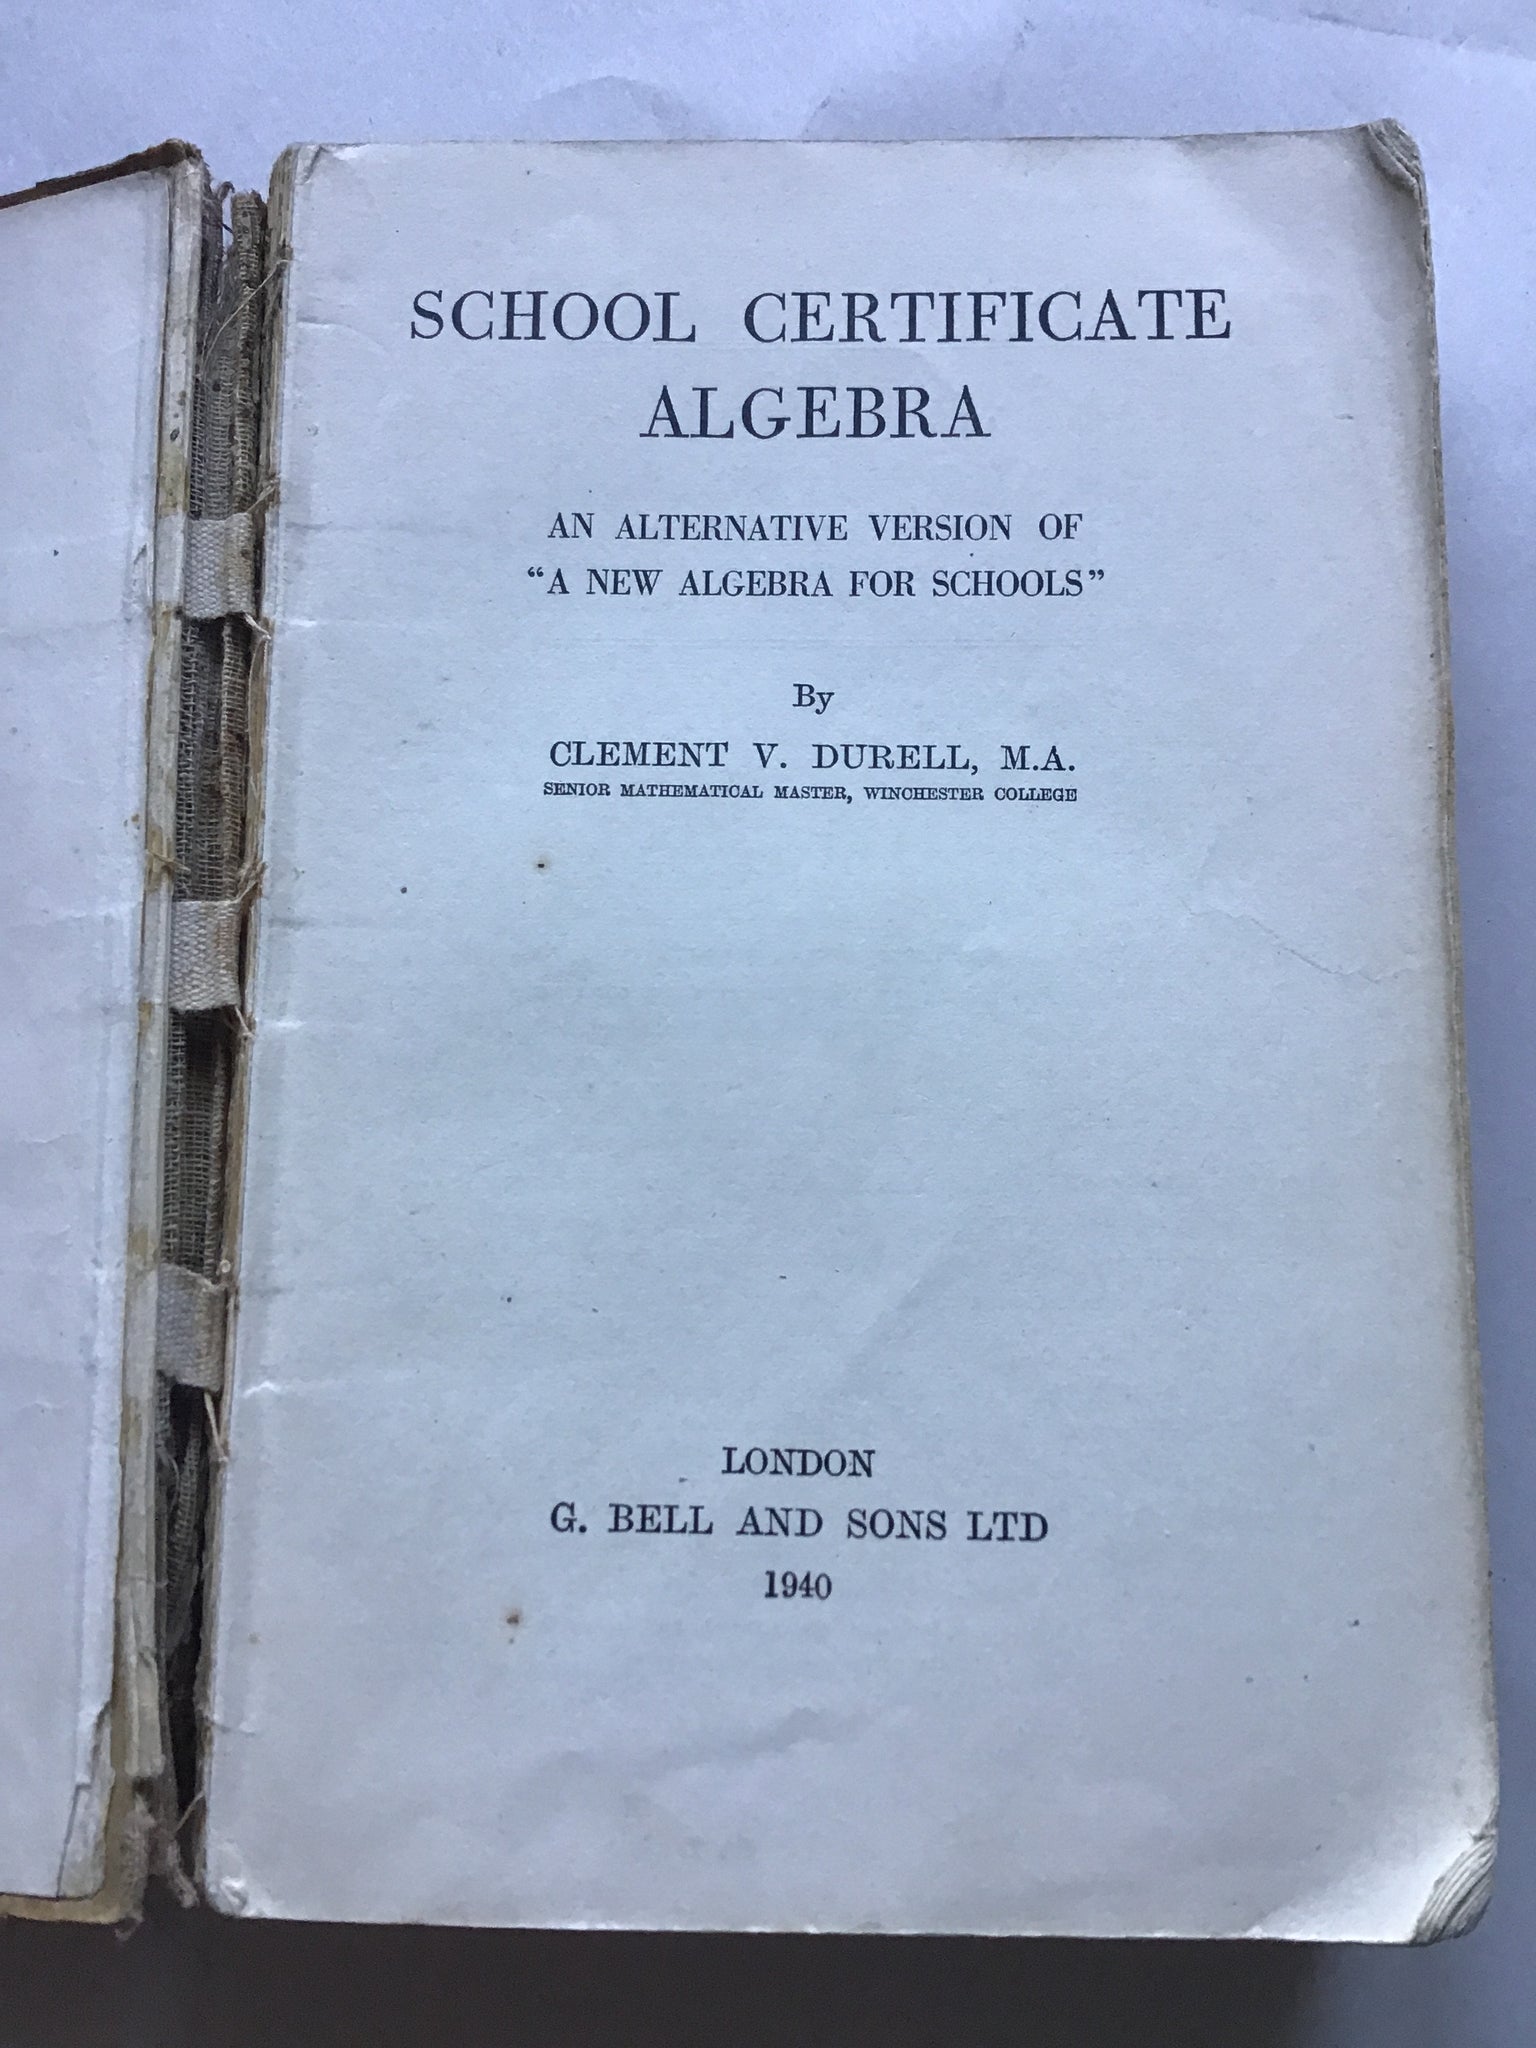 SCHOOL CERTIFICATE
ALGEBRA
AN ALTERNATIVE VERSION OF
“A NEW ALGEBRA FOR SCHOOLS”
By
CLEMENT V. DURELL, M.A.
SENIOR MATHEMATICAL MASTER, WINCHESTER COLLEGE
LONDON
G. BELL AND SONS LTD
1940